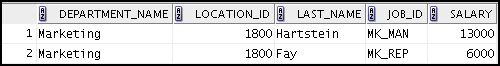 DEPARTMENT_NAME LOCATION_ID LAST_NAME JOB_ID SALARY
1 Marketing 1800 Hartstein MK_MAN 13000
2 Marketing 1800 Fay MK_REP 6000